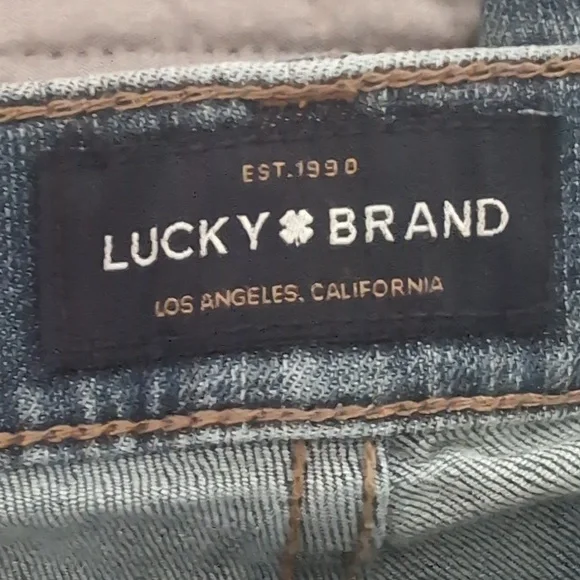 EST.1990
LUCKY BRAND
LOS ANGELES, CALIFORNIA